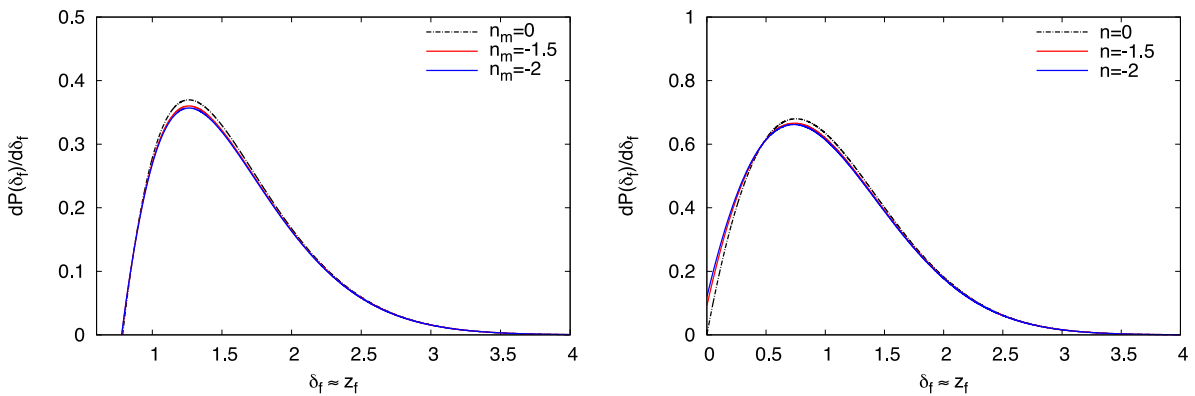 0.5
0.4
0.3
0.2
0.1
0
dP(δf)/dδf
1 1.5 2 2.5 3 3.5 4
δf ≈ zf
nm=0
nm=-1.5
nm=-2
1
0.8
0.6
0.4
0.2
0
dP(δf)/dδf
0 0.5 1 1.5 2 2.5 3 3.5 4
δf ≈ zf
n=0
n=-1.5
n=-2